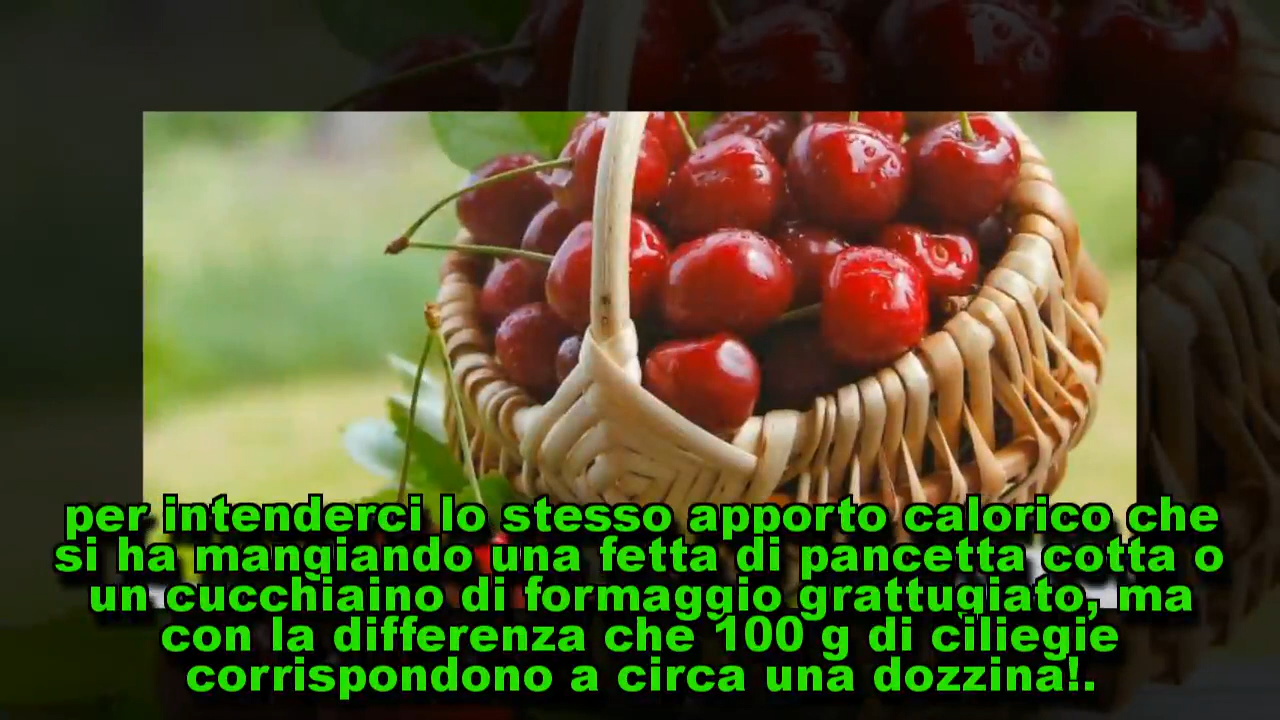 per intenderci lo stesso apporto calorico che
si ha mangiando una fetta di pancetta cotta o
un cucchiaino di formaggio grattugiato, ma
con la differenza che 100 g di ciliegie
corrispondono a circa una dozzina!.